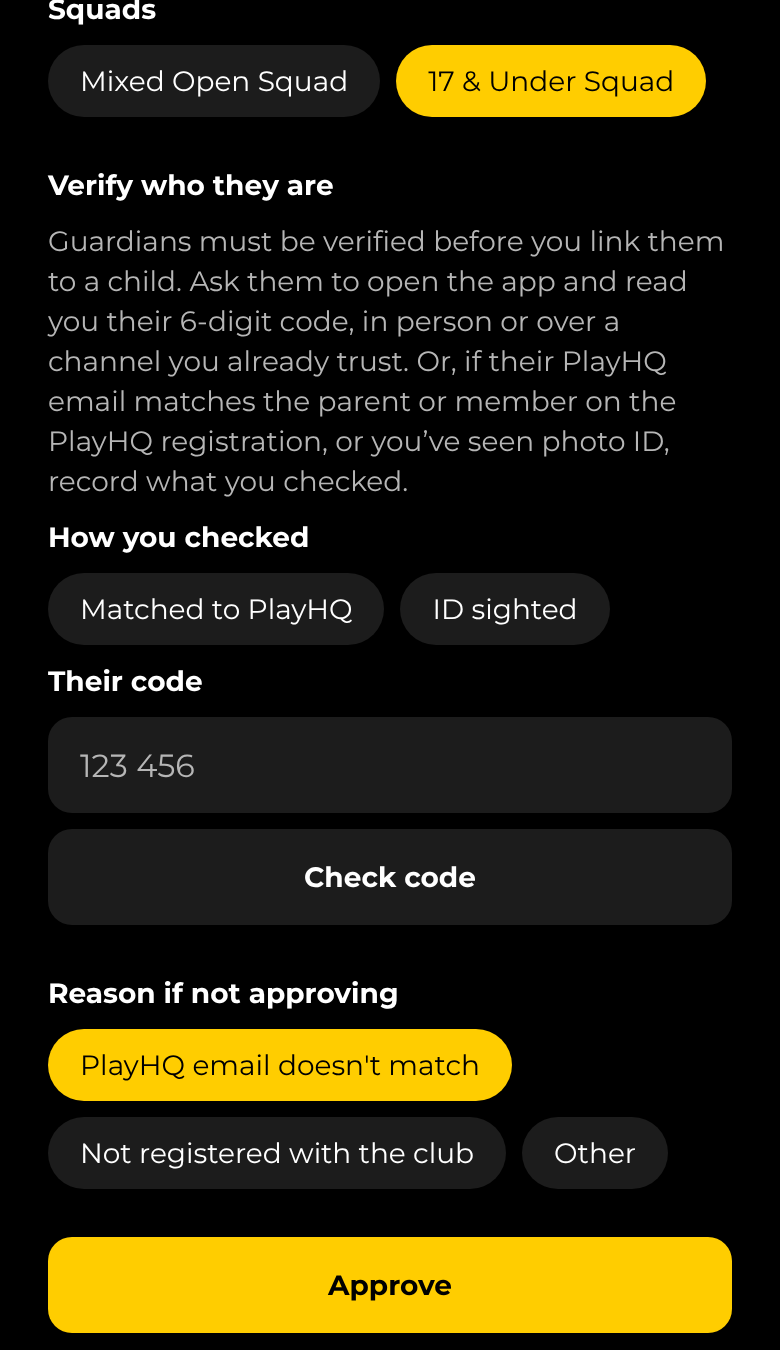 Squads
Mixed Open Squad
17 & Under Squad
Verify who they are
Guardians must be verified before you link them
to a child. Ask them to open the app and read
you their 6-digit code, in person or over a
channel you already trust. Or, if their PlayHQ
email matches the parent or member on the
PlayHQ registration, or you’ve seen photo ID,
record what you checked.
How you checked
Matched to PlayHQ
ID sighted
Their code
123 456
Check code
Reason if not approving
PlayHQ email doesn't match
Not registered with the club
Other
Approve